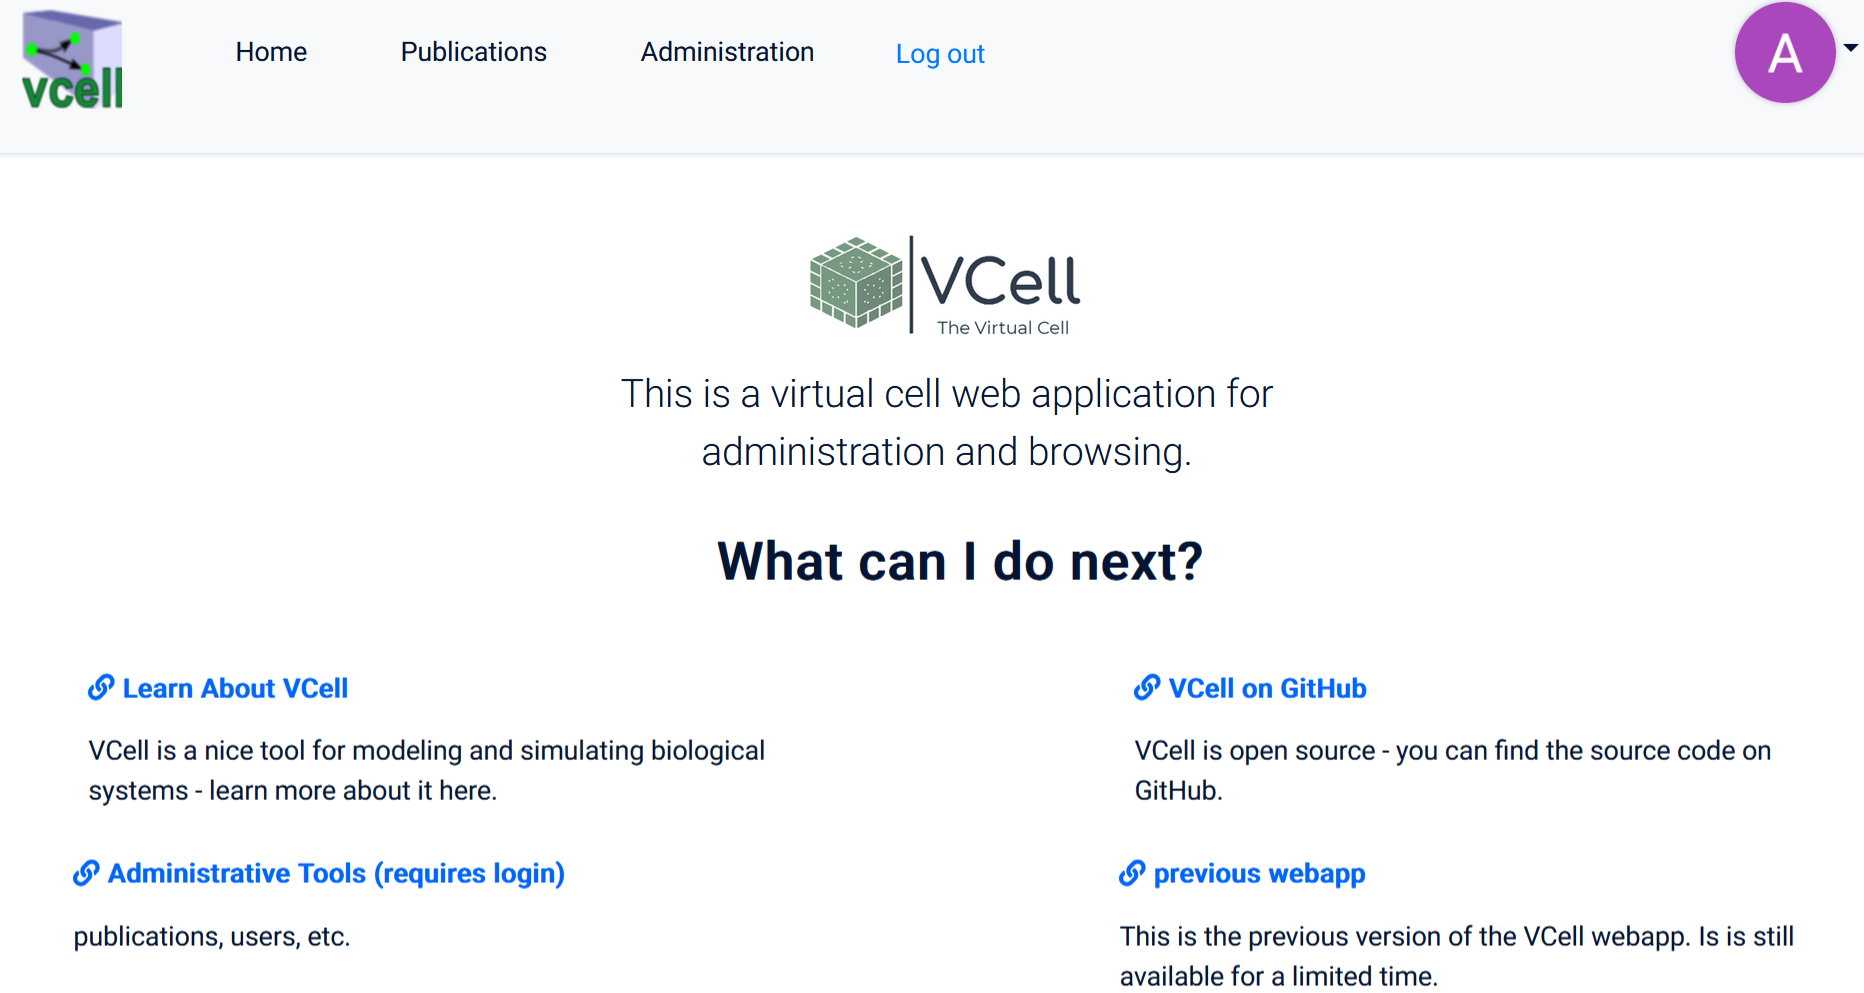 vcell
Home
Publications
Administration
Log out
A
VCell
The Virtual Cell
This is a virtual cell web application for
administration and browsing.
What can I do next?
Learn About VCell
VCell is a nice tool for modeling and simulating biological
systems - learn more about it here.
VCell on GitHub
VCell is open source - you can find the source code on
GitHub.
Administrative Tools (requires login)
publications, users, etc.
previous webapp
This is the previous version of the VCell webapp. Is is still
available for a limited time.